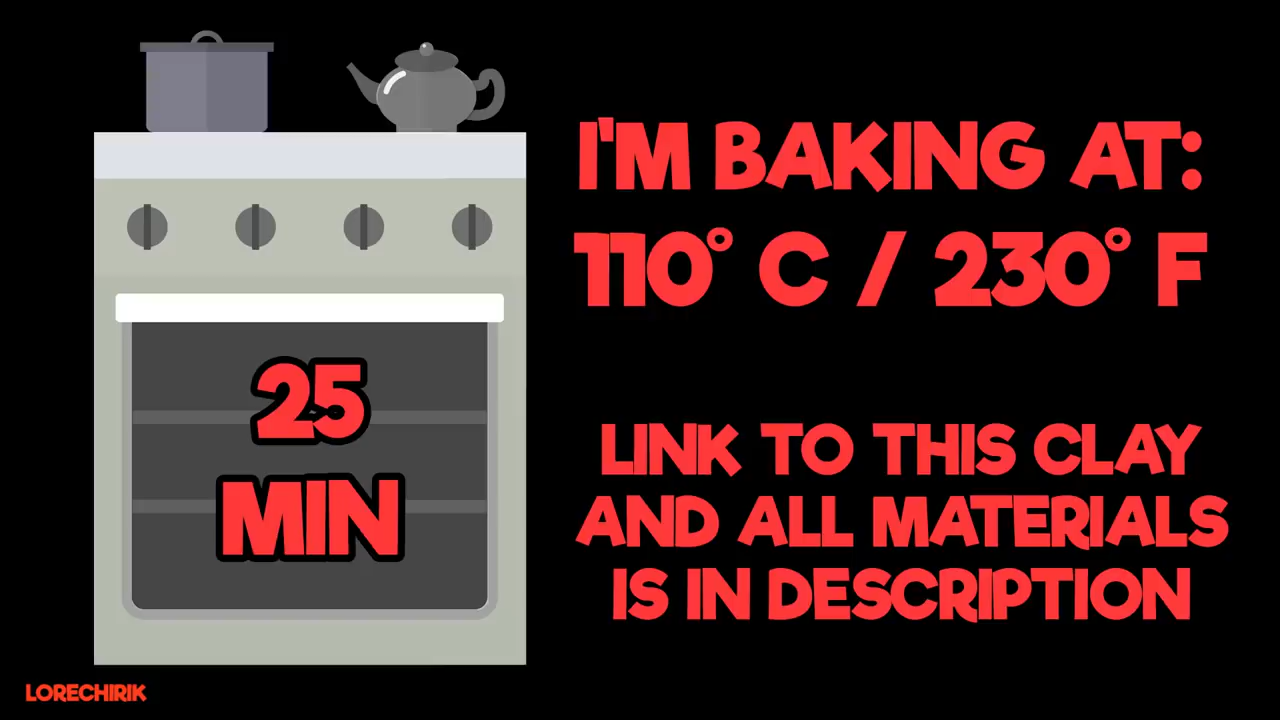 I'M BAKING AT:
110° C / 230° F
25
MIN
LINK TO THIS CLAY
AND ALL MATERIALS
IS IN DESCRIPTION
LORECHIRIK